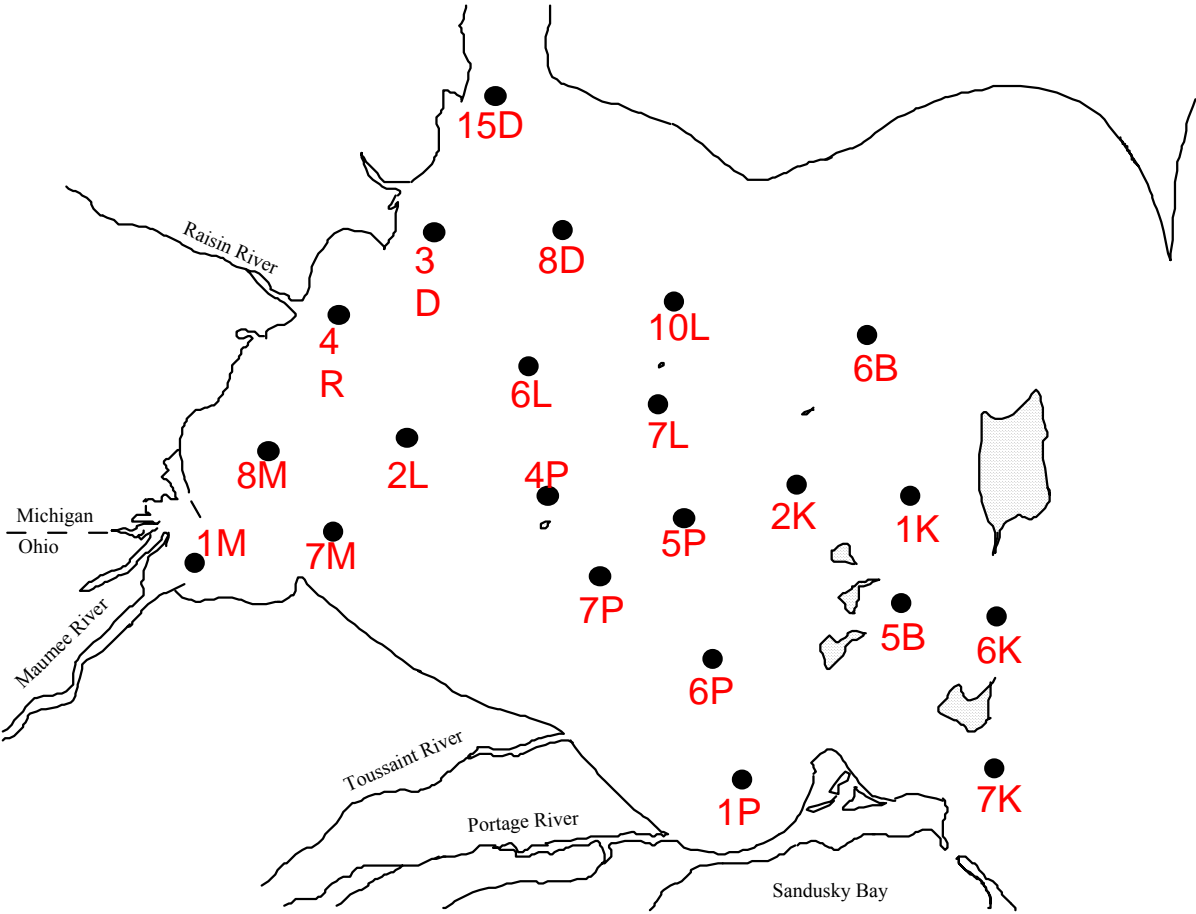 15D
Raisin River
3
D
8D
4
R
10L
6B
6L
7L
8M
2L
4P
2K
1K
Michigan
Ohio
1M
7M
5P
7P
5B
6K
Maumee River
6P
Toussaint River
1P
7K
Portage River
Sandusky Bay